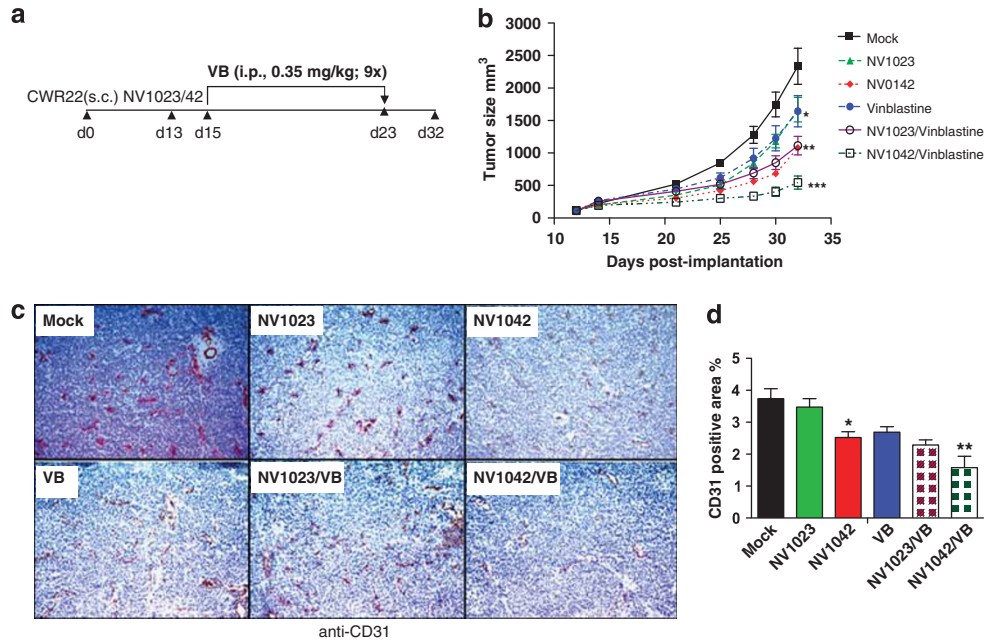 a
VB (i.p., 0.35 mg/kg; 9x)
CWR22(s.c.) NV1023/42
d0 d13 d15 d23 d32
b
Tumor size mm³
3000
2500
2000
1500
1000
500
0
10 15 20 25 30 35
Days post-implantation
*
**
***
Mock
NV1023
NV0142
Vinblastine
NV1023/Vinblastine
NV1042/Vinblastine
c
Mock NV1023 NV1042
VB NV1023/VB NV1042/VB
anti-CD31
d
CD31 positive area %
5
4
3
2
1
0
*
**
Mock NV1023 NV1042 VB NV1023/VB NV1042/VB